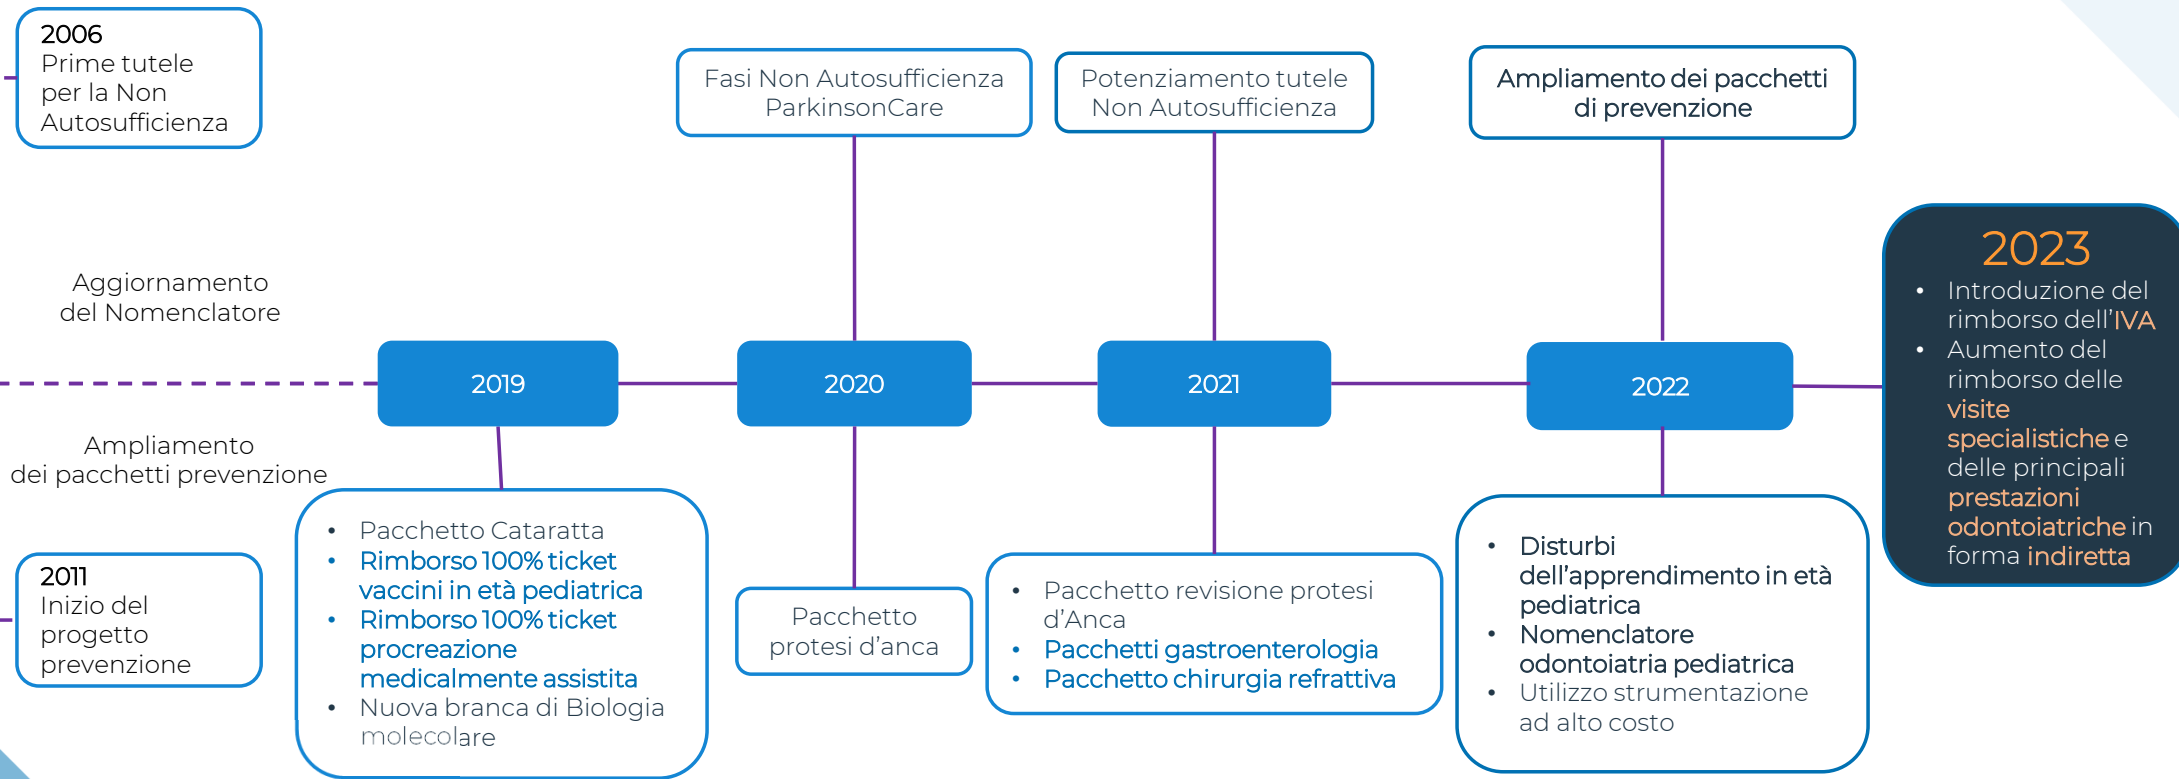 2006
Prime tutele
per la Non
Autosufficienza
Fasi Non Autosufficienza
ParkinsonCare
Potenziamento tutele
Non Autosufficienza
Ampliamento dei pacchetti
di prevenzione
Aggiornamento
del Nomenclatore
2019
2020
2021
2022
2023
• Introduzione del
rimborso dell'IVA
• Aumento del
rimborso delle
visite
specialistiche e
delle principali
prestazioni
odontoiatriche in
forma indiretta
Ampliamento
dei pacchetti prevenzione
2011
Inizio del
progetto
prevenzione
• Pacchetto Cataratta
• Rimborso 100% ticket
vaccini in età pediatrica
• Rimborso 100% ticket
procreazione
medicalmente assistita
• Nuova branca di Biologia
molecolare
Pacchetto
protesi d'anca
• Pacchetto revisione protesi
d'Anca
• Pacchetti gastroenterologia
• Pacchetto chirurgia refrattiva
• Disturbi
dell'apprendimento in età
pediatrica
• Nomenclatore
odontoiatria pediatrica
• Utilizzo strumentazione
ad alto costo